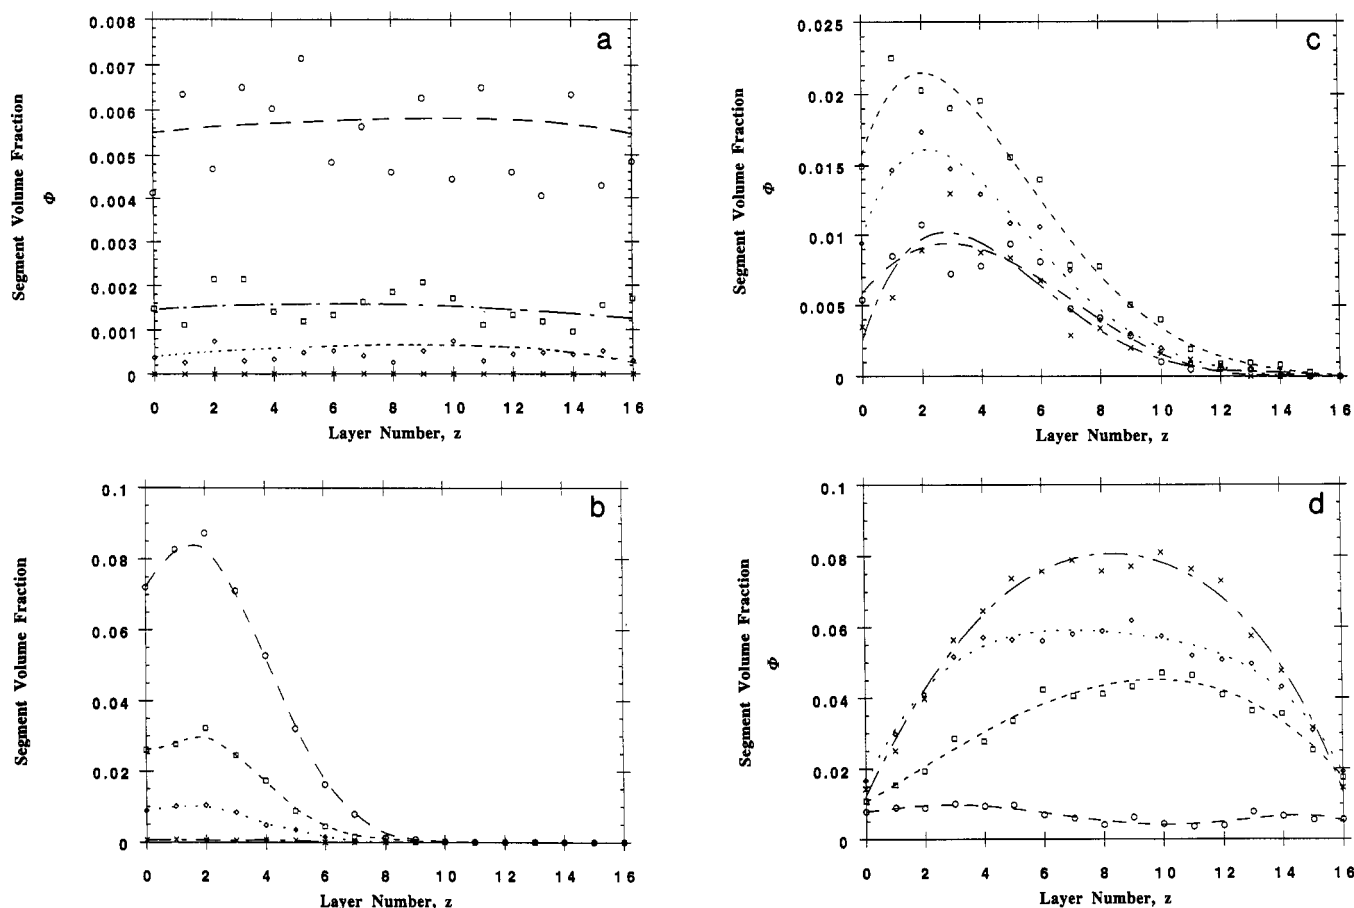 a
0.008
0.007
0.006
0.005
0.004
0.003
0.002
0.001
0
Segment Volume Fraction
Φ
0 2 4 6 8 10 12 14 16
Layer Number, z
b
0.1
0.08
0.06
0.04
0.02
0
Segment Volume Fraction
0 2 4 6 8 10 12 14 16
Layer Number, z
c
0.025
0.02
0.015
0.01
0.005
0
Segment Volume Fraction
Φ
0 2 4 6 8 10 12 14 16
Layer Number, z
d
0.1
0.08
0.06
0.04
0.02
0
Segment Volume Fraction
Φ
0 2 4 6 8 10 12 14 16
Layer Number, z